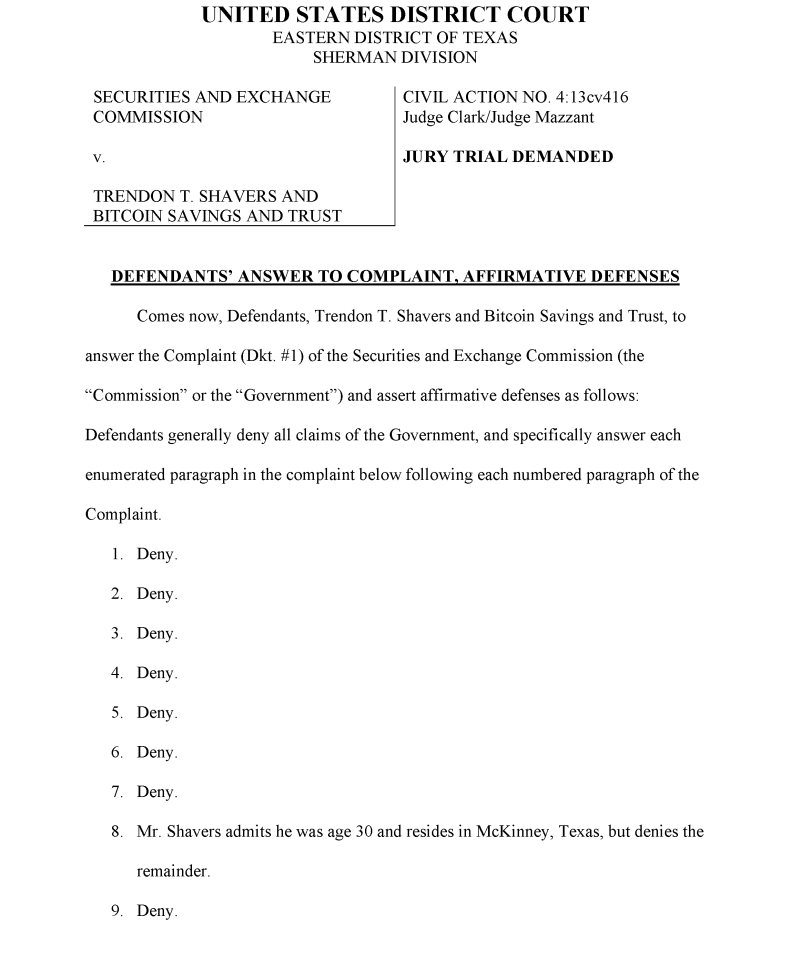 UNITED STATES DISTRICT COURT
EASTERN DISTRICT OF TEXAS
SHERMAN DIVISION
SECURITIES AND EXCHANGE
COMMISSION
v.
TRENDON T. SHAVERS AND
BITCOIN SAVINGS AND TRUST
CIVIL ACTION NO. 4:13cv416
Judge Clark/Judge Mazzant
JURY TRIAL DEMANDED
DEFENDANTS’ ANSWER TO COMPLAINT, AFFIRMATIVE DEFENSES
Comes now, Defendants, Trendon T. Shavers and Bitcoin Savings and Trust, to
answer the Complaint (Dkt. #1) of the Securities and Exchange Commission (the
“Commission” or the “Government”) and assert affirmative defenses as follows:
Defendants generally deny all claims of the Government, and specifically answer each
enumerated paragraph in the complaint below following each numbered paragraph of the
Complaint.
1. Deny.
2. Deny.
3. Deny.
4. Deny.
5. Deny.
6. Deny.
7. Deny.
8. Mr. Shavers admits he was age 30 and resides in McKinney, Texas, but denies the
remainder.
9. Deny.